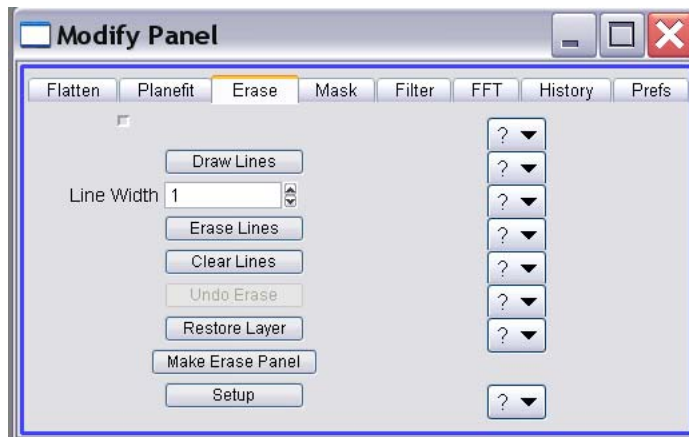 Modify Panel
Flatten Planefit Erase Mask Filter FFT History Prefs
?
Draw Lines ?
Line Width 1 ?
Erase Lines ?
Clear Lines ?
Undo Erase ?
Restore Layer ?
Make Erase Panel
Setup ?